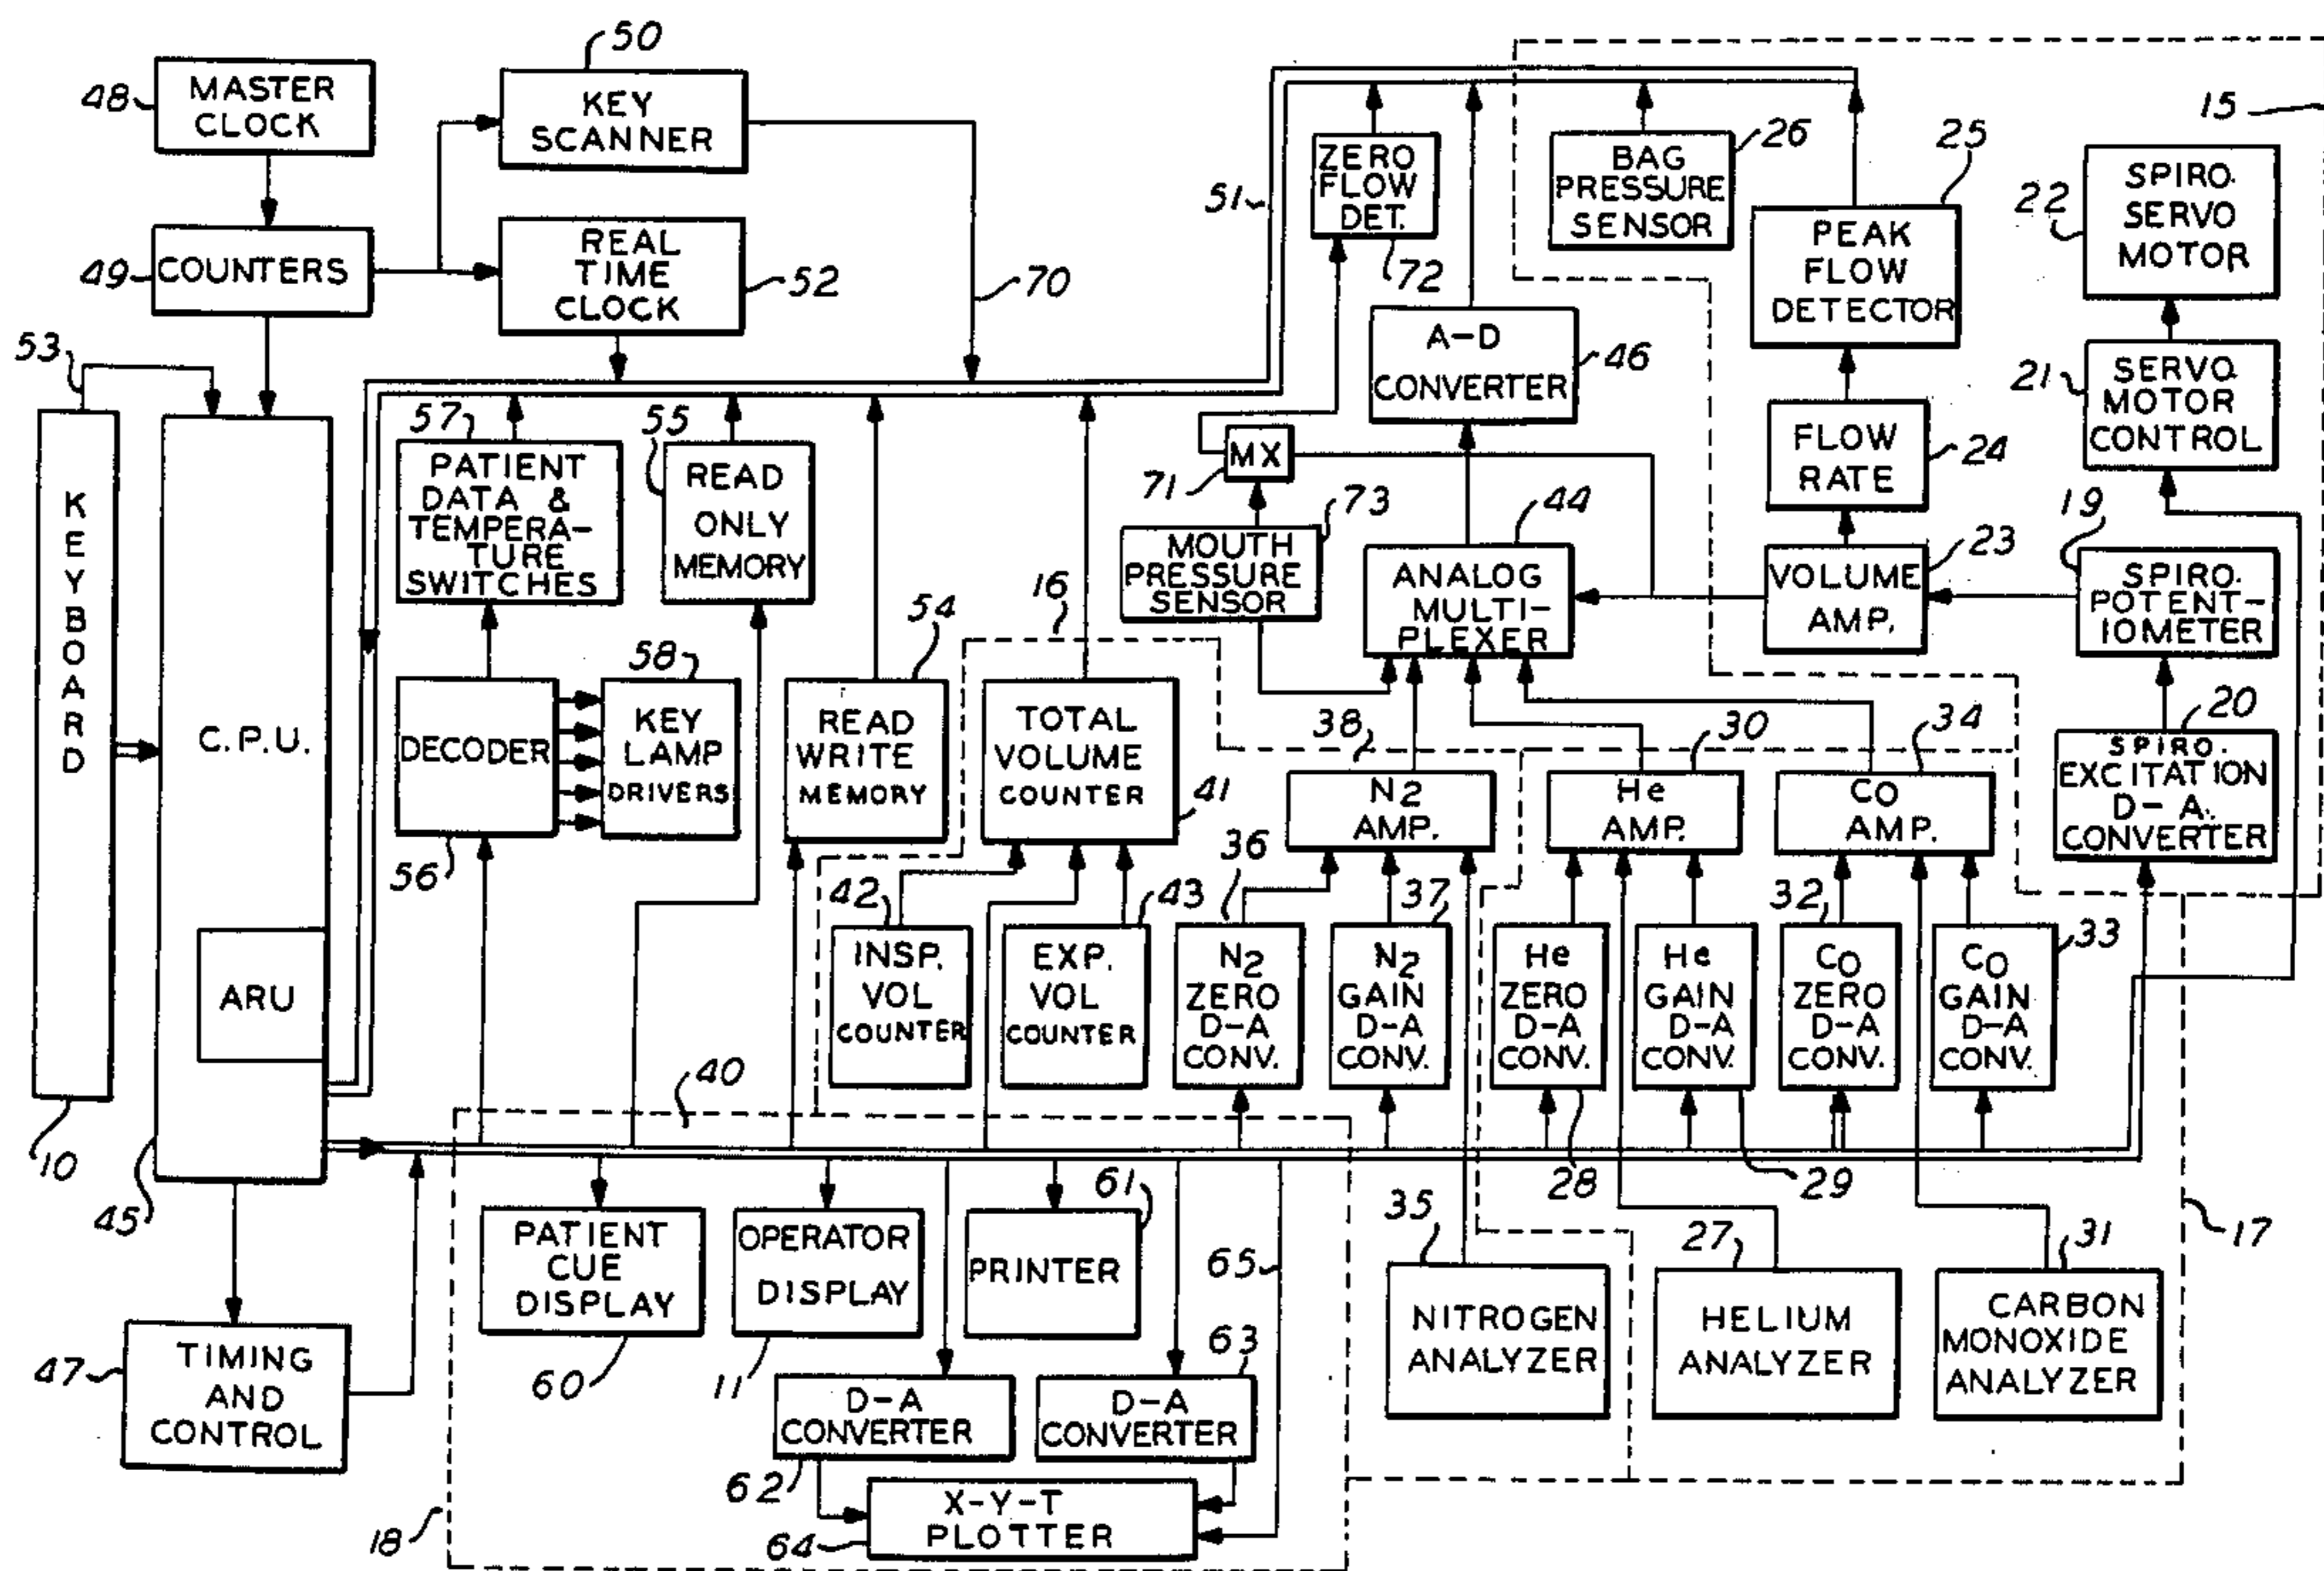 50
48
MASTER
CLOCK
KEY
SCANNER
49
COUNTERS
REAL
TIME
CLOCK
52
70
51
53
ZERO
FLOW
DET.
72
BAG
PRESSURE
SENSOR
26
25
PEAK
FLOW
DETECTOR
15
22
SPIRO.
SERVO
MOTOR
A-D
CONVERTER
46
FLOW
RATE
24
21
SERVO.
MOTOR
CONTROL
KEYBOARD
10
C.P.U.
ARU
45
57
PATIENT
DATA &
TEMPERA-
TURE
SWITCHES
55
READ
ONLY
MEMORY
MX
71
73
MOUTH
PRESSURE
SENSOR
44
ANALOG
MULTI-
PLEXER
VOLUME
AMP.
23
19
SPIRO.
POTENT-
IOMETER
16
DECODER
56
58
KEY
LAMP
DRIVERS
54
READ
WRITE
MEMORY
TOTAL
VOLUME
COUNTER
41
38
N2
AMP.
30
He
AMP.
34
CO
AMP.
20
SPIRO.
EXCITATION
D-A.
CONVERTER
42
INSP.
VOL
COUNTER
43
EXP.
VOL
COUNTER
36
N2
ZERO
D-A
CONV.
37
N2
GAIN
D-A
CONV.
He
ZERO
D-A
CONV.
28
He
GAIN
D-A
CONV.
29
32
CO
ZERO
D-A
CONV.
33
CO
GAIN
D-A
CONV.
40
47
TIMING
AND
CONTROL
PATIENT
CUE
DISPLAY
60
OPERATOR
DISPLAY
11
61
PRINTER
65
35
NITROGEN
ANALYZER
27
HELIUM
ANALYZER
31
CARBON
MONOXIDE
ANALYZER
17
D-A
CONVERTER
62
63
D-A
CONVERTER
X-Y-T
PLOTTER
64
18